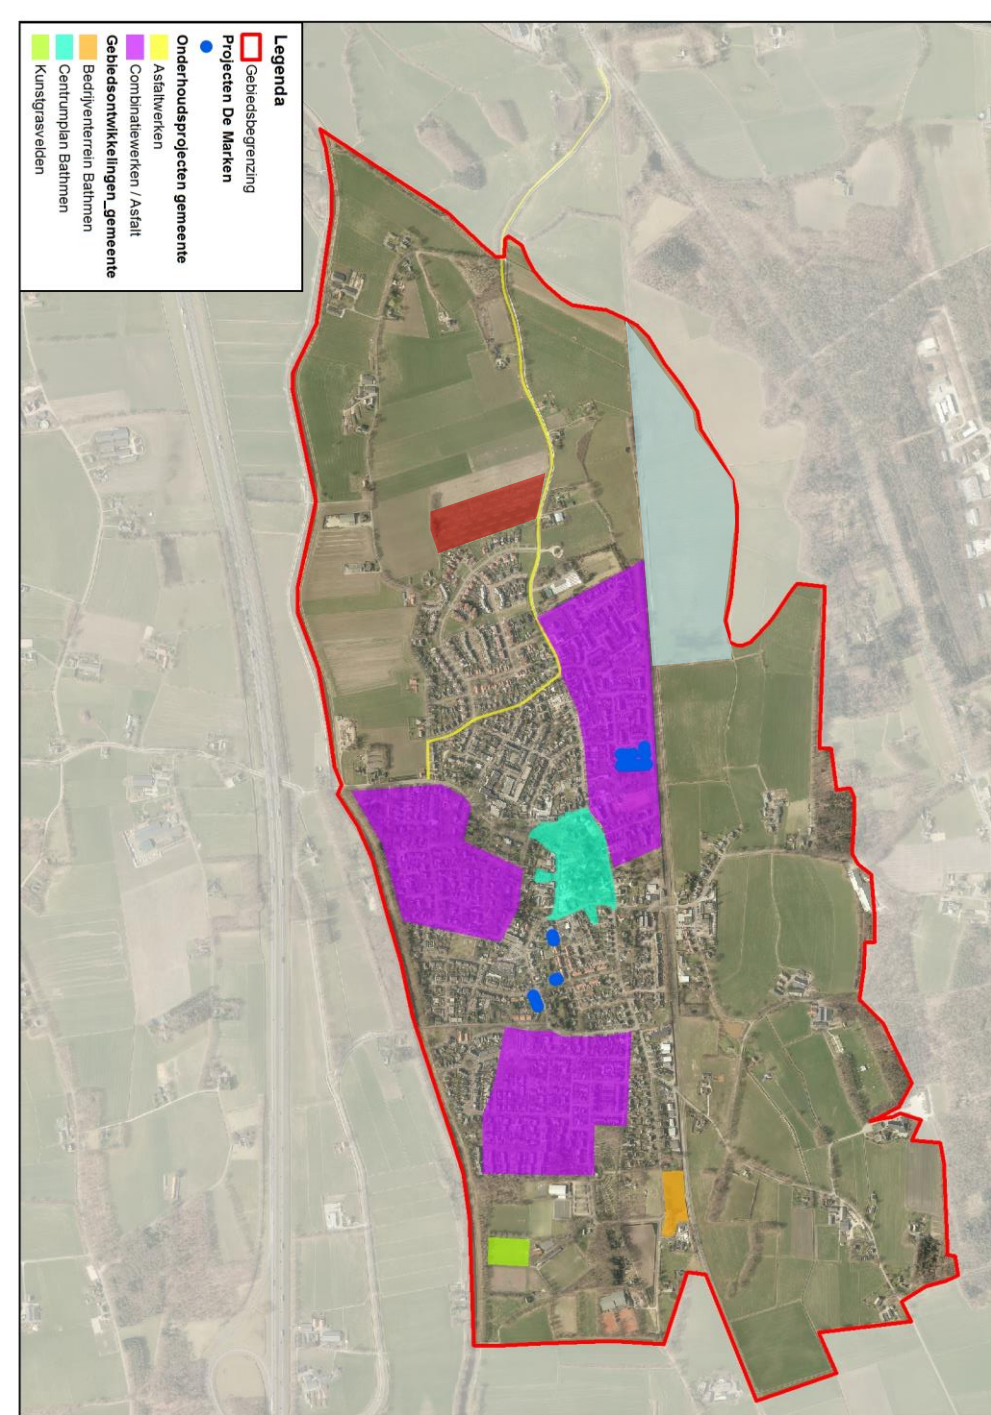 Legenda
Gebiedsbegrenzing
Projecten De Marken
Onderhoudsprojecten gemeente
Asfaltwerken
Combinatiewerken / Asfalt
Gebiedsontwikkelingen_gemeente
Bedrijventerrein Bathmen
Centrumplan Bathmen
Kunstgrasvelden